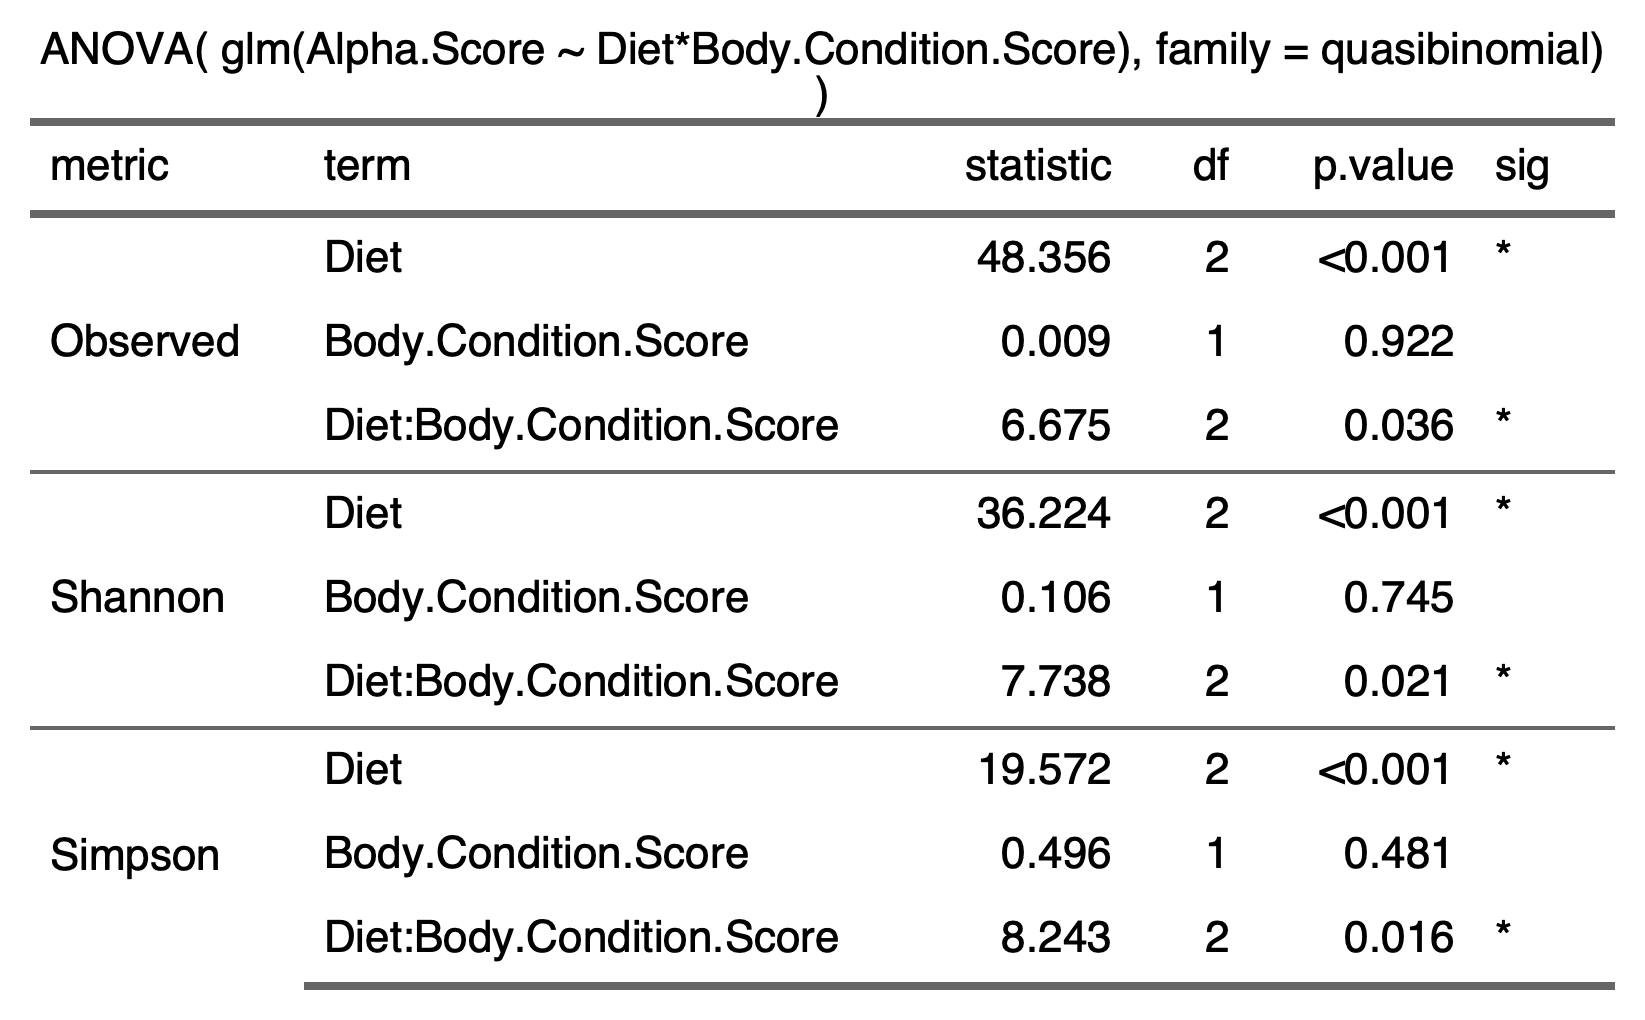 ANOVA( glm(Alpha.Score ~ Diet*Body.Condition.Score), family = quasibinomial)
)
metric term statistic df p.value sig
Diet 48.356 2 <0.001 *
Observed Body.Condition.Score 0.009 1 0.922
Diet:Body.Condition.Score 6.675 2 0.036 *
Diet 36.224 2 <0.001 *
Shannon Body.Condition.Score 0.106 1 0.745
Diet:Body.Condition.Score 7.738 2 0.021 *
Diet 19.572 2 <0.001 *
Simpson Body.Condition.Score 0.496 1 0.481
Diet:Body.Condition.Score 8.243 2 0.016 *